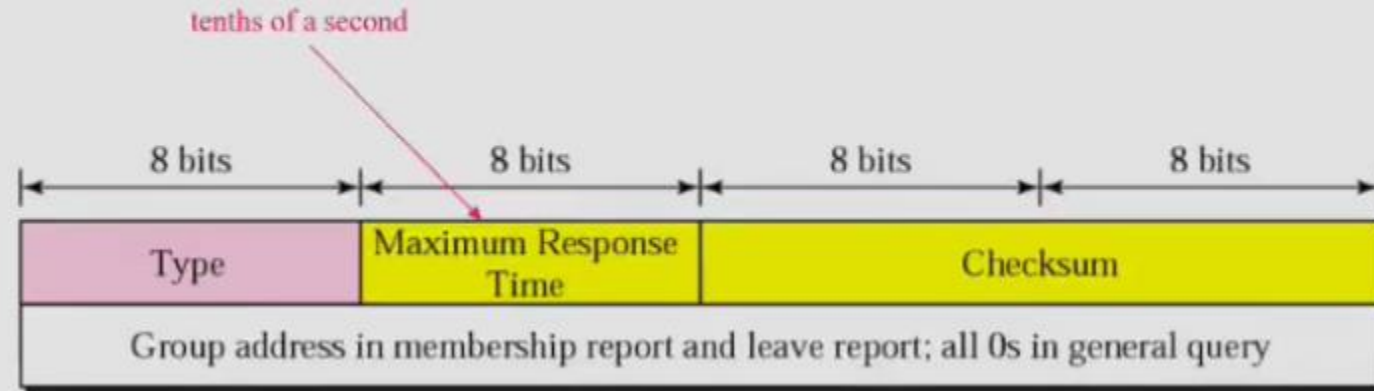 tenths of a second
8 bits 8 bits 8 bits 8 bits
Type Maximum Response Time Checksum
Group address in membership report and leave report; all 0s in general query